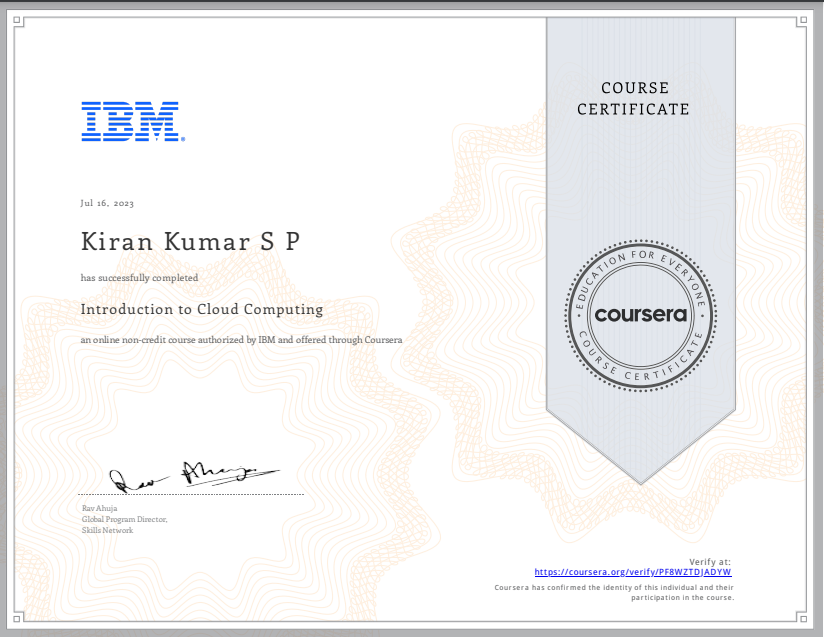 IBM
COURSE
CERTIFICATE
Jul 16, 2023
Kiran Kumar S P
has successfully completed
Introduction to Cloud Computing
an online non-credit course authorized by IBM and offered through Coursera
EDUCATION FOR EVERYONE
coursera
COURSE CERTIFICATE
Rav Ahuja
Rav Ahuja
Global Program Director,
Skills Network
Verify at:
https://coursera.org/verify/PF8WZTDJADYW
Coursera has confirmed the identity of this individual and their
participation in the course.